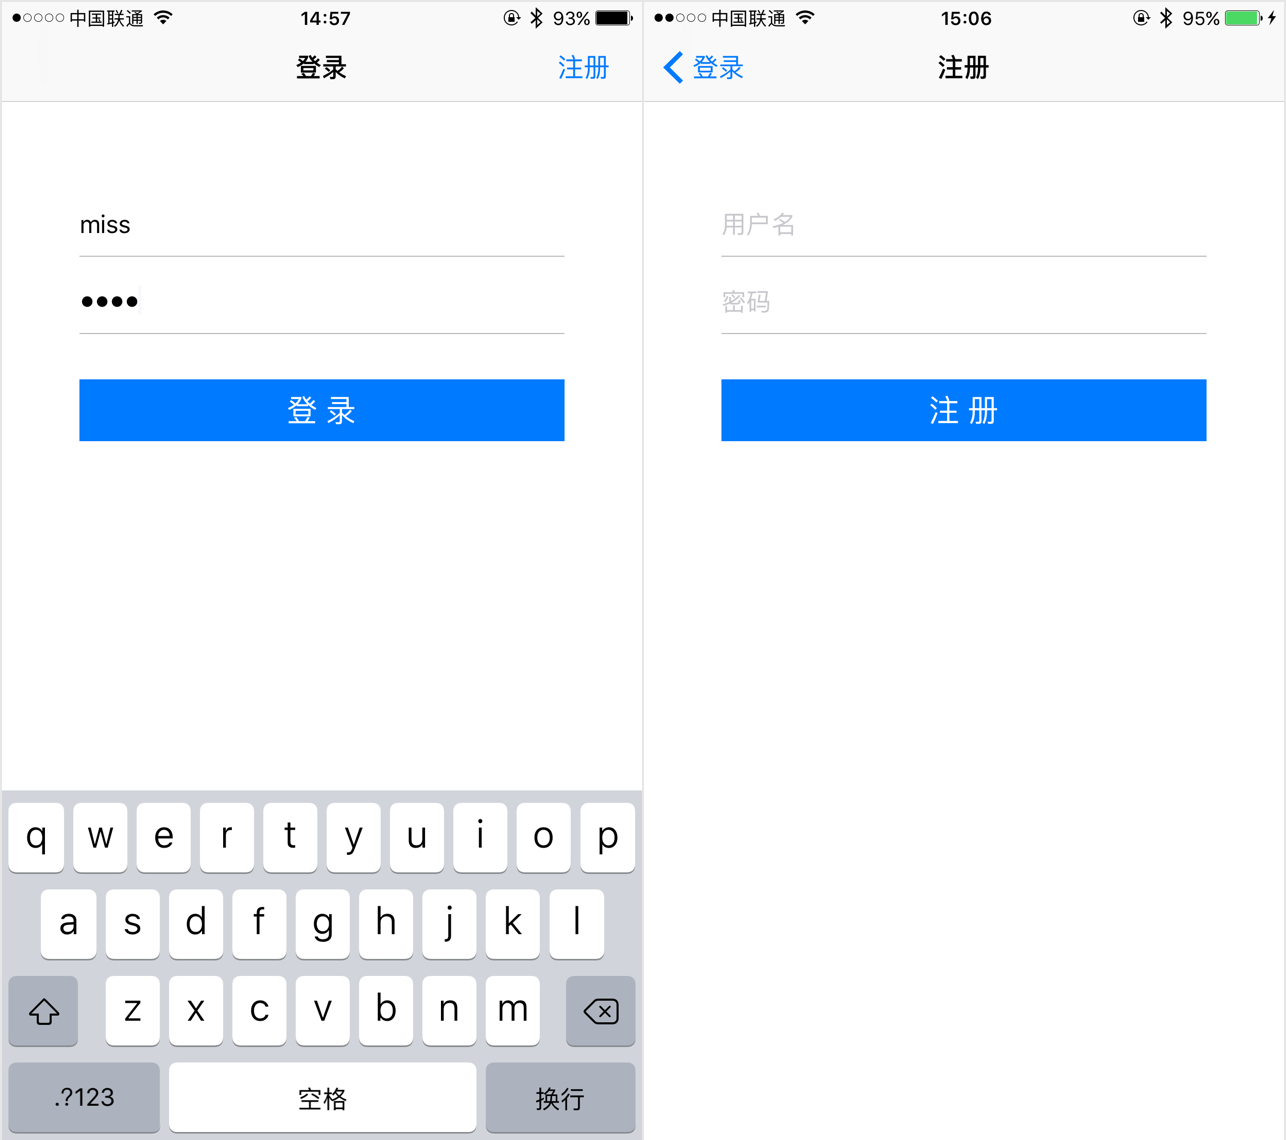 中国联通 14:57 93%
登录 注册
miss
••••
登 录
q w e r t y u i o p
a s d f g h j k l
z x c v b n m
.?123 空格 换行
中国联通 15:06 95%
登录 注册
用户名
密码
注 册